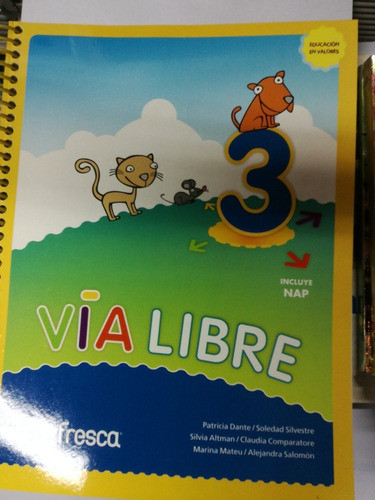 EDUCACIÓN
EN VALORES
3
INCLUYE
NAP
VÍA LIBRE
Patricia Dante / Soledad Silvestre
Silvia Altman / Claudia Comparatore
Marina Mateu / Alejandra Salomón
fresca